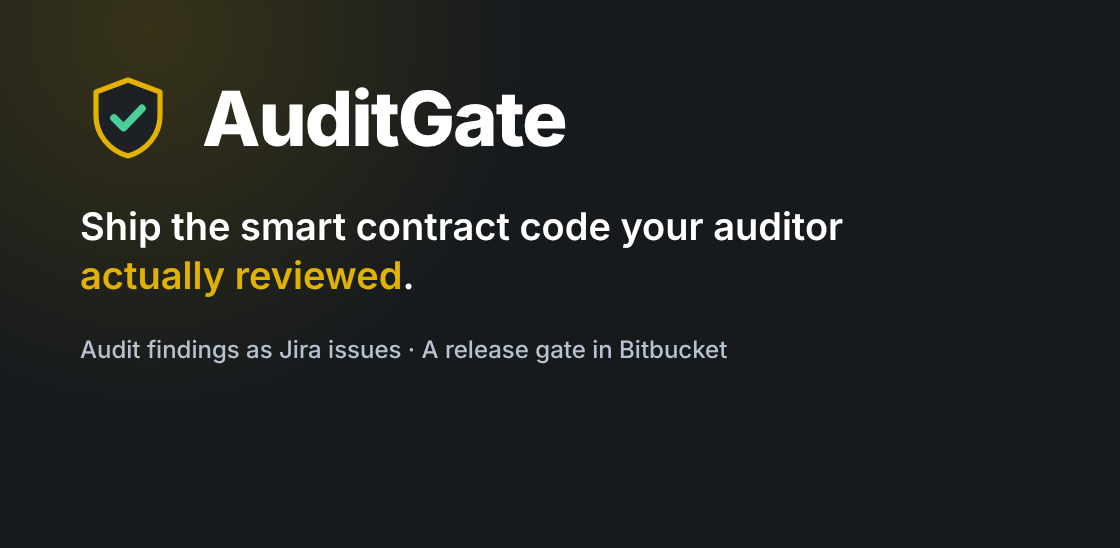 AuditGate
Ship the smart contract code your auditor
actually reviewed.
Audit findings as Jira issues · A release gate in Bitbucket